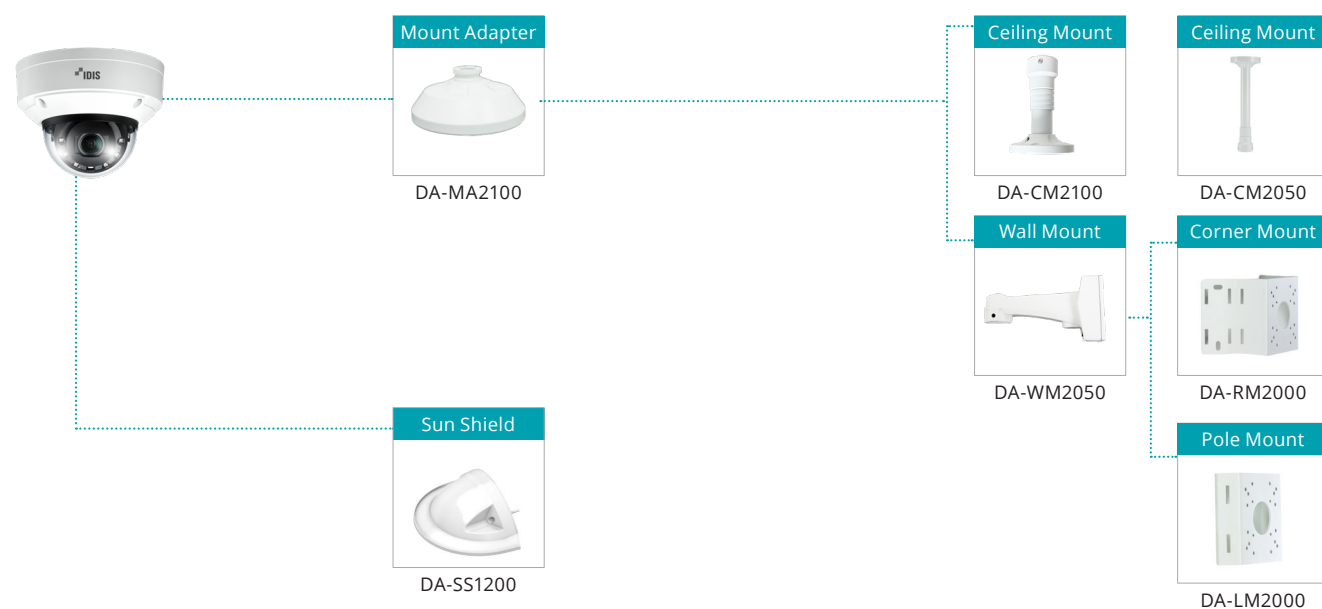 IDIS
Mount Adapter
DA-MA2100
Ceiling Mount
DA-CM2100
Ceiling Mount
DA-CM2050
Wall Mount
DA-WM2050
Corner Mount
DA-RM2000
Sun Shield
DA-SS1200
Pole Mount
DA-LM2000